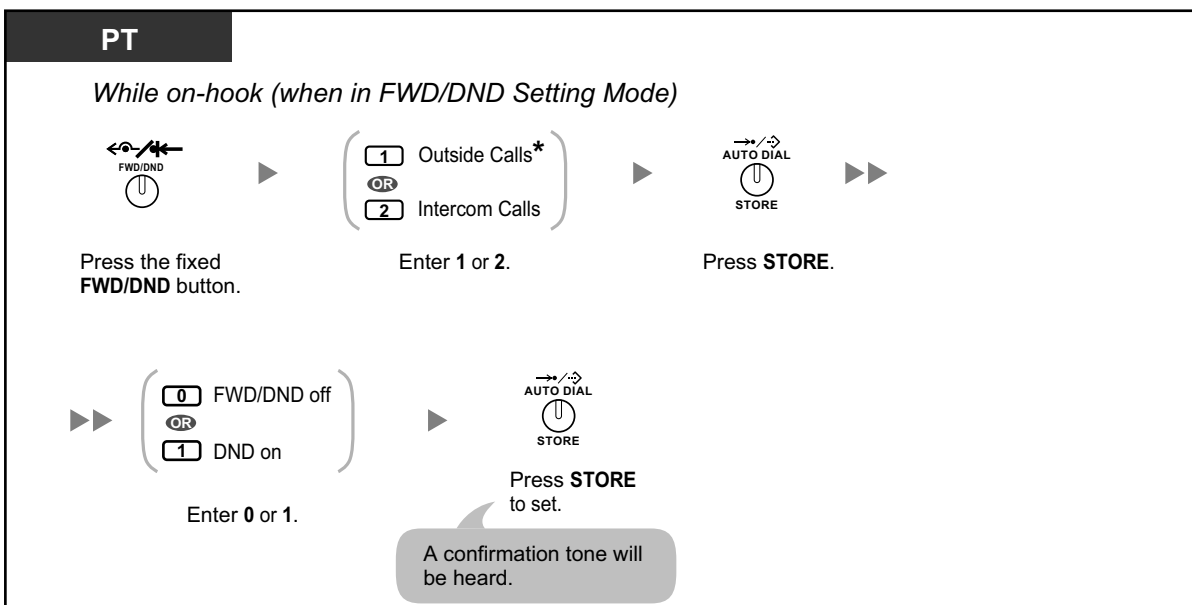 PT
While on-hook (when in FWD/DND Setting Mode)
FWD/DND
1 Outside Calls*
OR
2 Intercom Calls
AUTO DIAL
STORE
Press the fixed
FWD/DND button.
Enter 1 or 2.
Press STORE.
0 FWD/DND off
OR
1 DND on
AUTO DIAL
STORE
Enter 0 or 1.
Press STORE
to set.
A confirmation tone will
be heard.